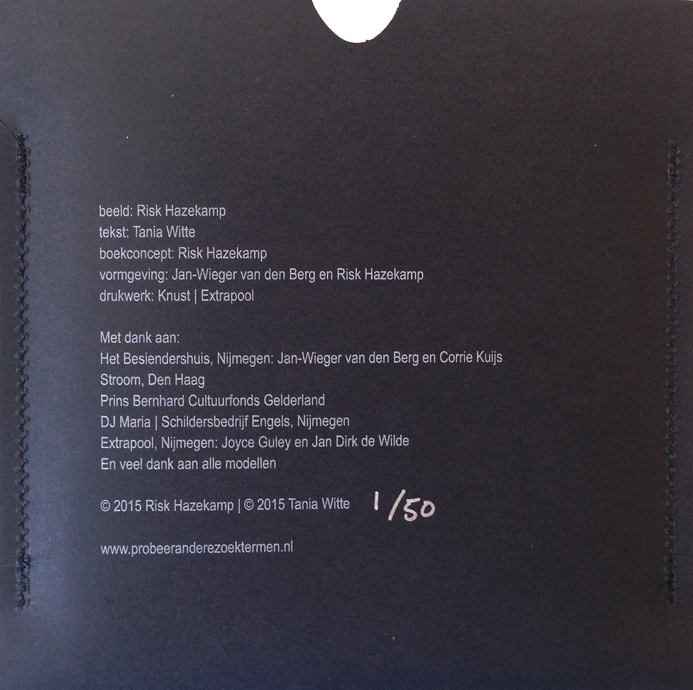 beeld: Risk Hazekamp
tekst: Tania Witte
boekconcept: Risk Hazekamp
vormgeving: Jan-Wieger van den Berg en Risk Hazekamp
drukwerk: Knust | Extrapool
Met dank aan:
Het Besiendershuis, Nijmegen: Jan-Wieger van den Berg en Corrie Kuijs
Stroom, Den Haag
Prins Bernhard Cultuurfonds Gelderland
DJ Maria | Schildersbedrijf Engels, Nijmegen
Extrapool, Nijmegen: Joyce Guley en Jan Dirk de Wilde
En veel dank aan alle modellen
© 2015 Risk Hazekamp | © 2015 Tania Witte 1/50
www.probeeranderezoektermen.nl